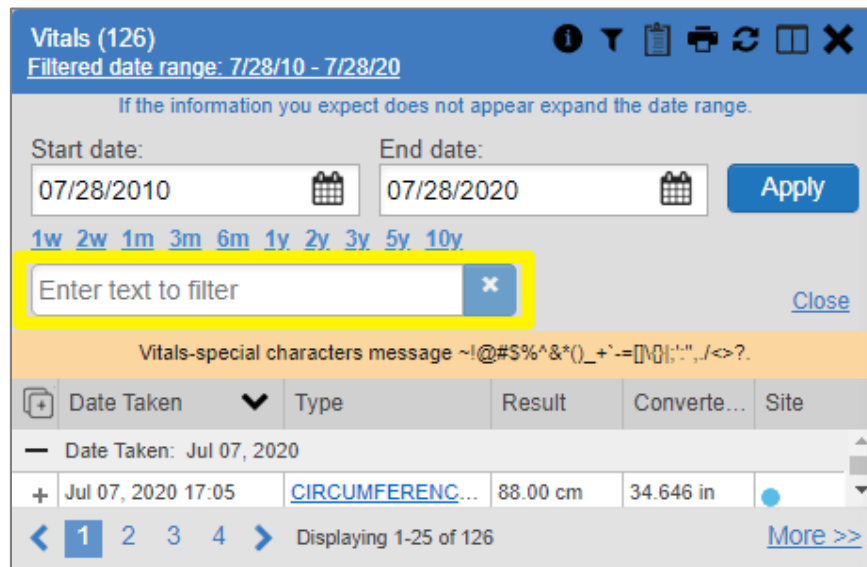 Vitals (126)
Filtered date range: 7/28/10 - 7/28/20
If the information you expect does not appear expand the date range.
Start date: End date:
07/28/2010 07/28/2020 Apply
1w 2w 1m 3m 6m 1y 2y 3y 5y 10y
Enter text to filter
Close
Vitals-special characters message ~!@#$%^&*()_+`-=[]\{}|;':",./<>?.
Date Taken Type Result Converte... Site
Date Taken: Jul 07, 2020
Jul 07, 2020 17:05 CIRCUMFERENC... 88.00 cm 34.646 in
1 2 3 4 Displaying 1-25 of 126 More >>